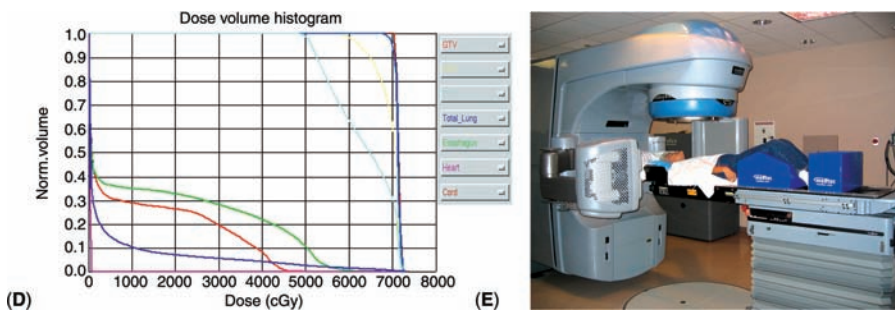 Dose volume histogram
1.0
0.9
0.8
0.7
0.6
0.5
0.4
0.3
0.2
0.1
0.0
Norm.volume
0 1000 2000 3000 4000 5000 6000 7000 8000
Dose (cGy)
GTV
Total_Lung
Esophagus
Heart
Cord
(D)
(E)